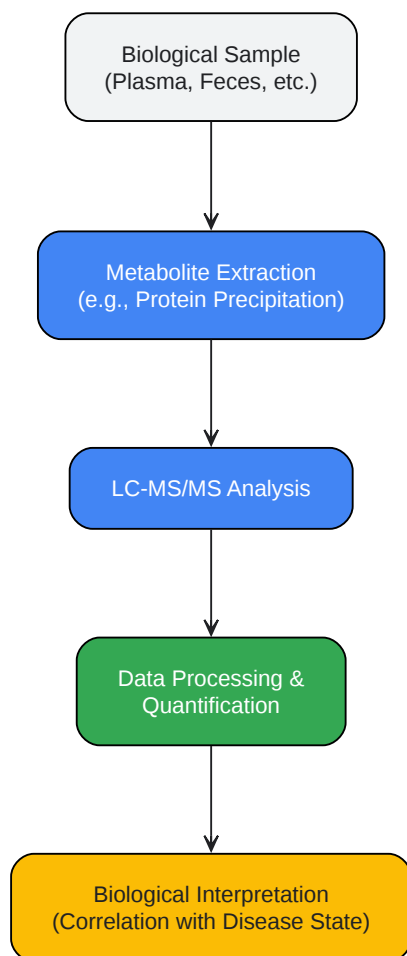 Biological Sample
(Plasma, Feces, etc.)
Metabolite Extraction
(e.g., Protein Precipitation)
LC-MS/MS Analysis
Data Processing &
Quantification
Biological Interpretation
(Correlation with Disease State)